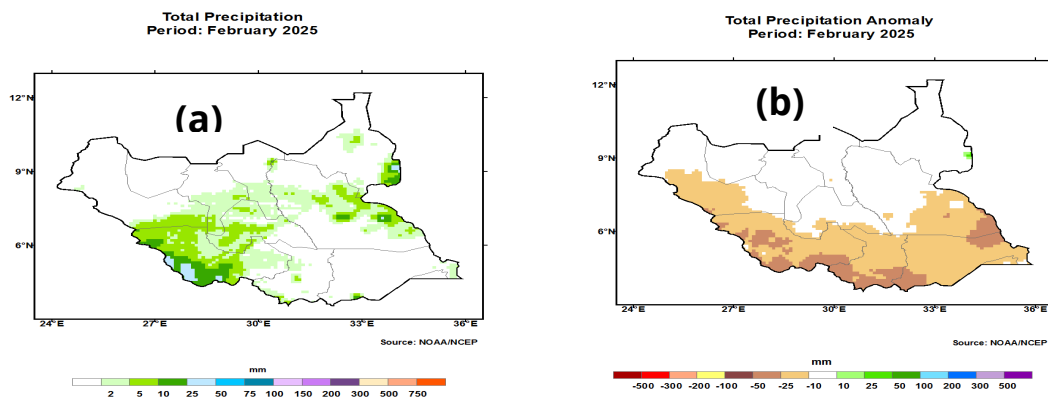 Total Precipitation
Period: February 2025
(a)
12°N
9°N
6°N
24°E 27°E 30°E 33°E 36°E
Source: NOAA/NCEP
mm
2 5 10 25 50 75 100 150 200 300 500 750
Total Precipitation Anomaly
Period: February 2025
(b)
12°N
9°N
6°N
24°E 27°E 30°E 33°E 36°E
Source: NOAA/NCEP
mm
-500 -300 -200 -100 -50 -25 -10 10 25 50 100 200 300 500